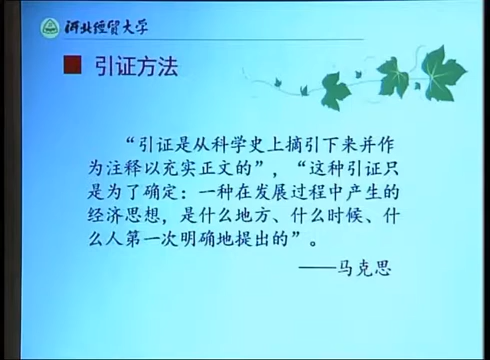 河北经贸大学
引证方法
“引证是从科学史上摘引下来并作
为注释以充实正文的”，“这种引证只
是为了确定：一种在发展过程中产生的
经济思想，是什么地方、什么时候、什
么人第一次明确地提出的”。
——马克思